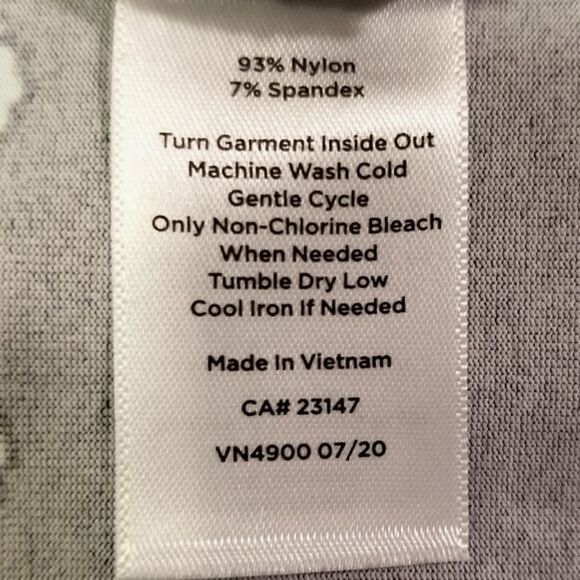 93% Nylon
7% Spandex
Turn Garment Inside Out
Machine Wash Cold
Gentle Cycle
Only Non-Chlorine Bleach
When Needed
Tumble Dry Low
Cool Iron If Needed
Made In Vietnam
CA# 23147
VN4900 07/20